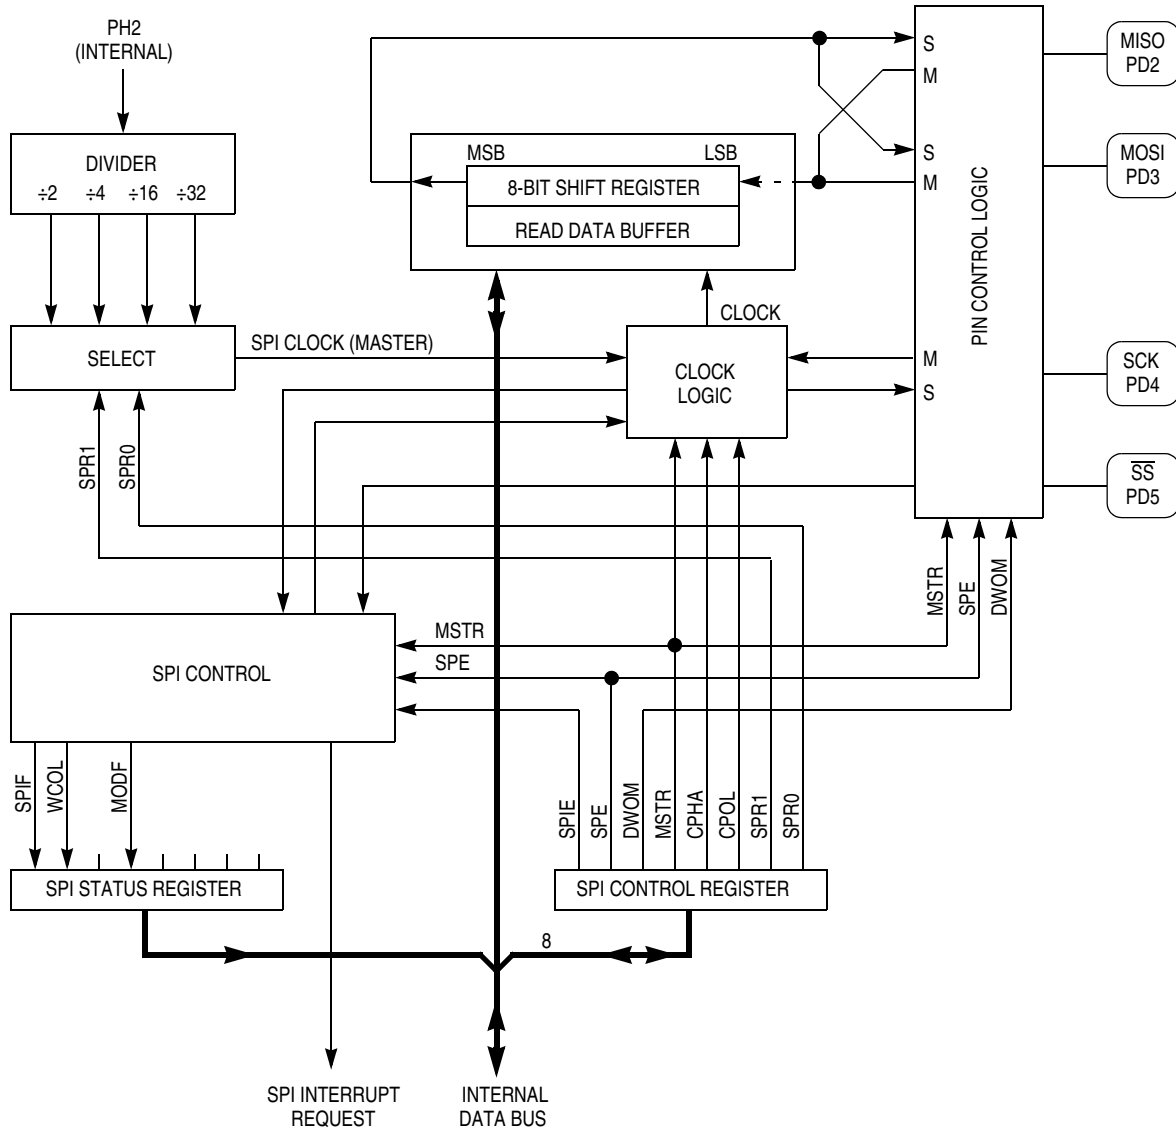 PH2
(INTERNAL)
DIVIDER
÷2 ÷4 ÷16 ÷32
SELECT
SPI CLOCK (MASTER)
SPR1
SPR0
MSB LSB
8-BIT SHIFT REGISTER
READ DATA BUFFER
CLOCK
CLOCK
LOGIC
S
M
S
M
M
S
PIN CONTROL LOGIC
MISO
PD2
MOSI
PD3
SCK
PD4
S̅S̅
PD5
MSTR
SPE
DWOM
MSTR
SPE
SPI CONTROL
SPIF
WCOL
MODF
SPIE
SPE
DWOM
MSTR
CPHA
CPOL
SPR1
SPR0
SPI STATUS REGISTER
SPI CONTROL REGISTER
8
SPI INTERRUPT
REQUEST
INTERNAL
DATA BUS